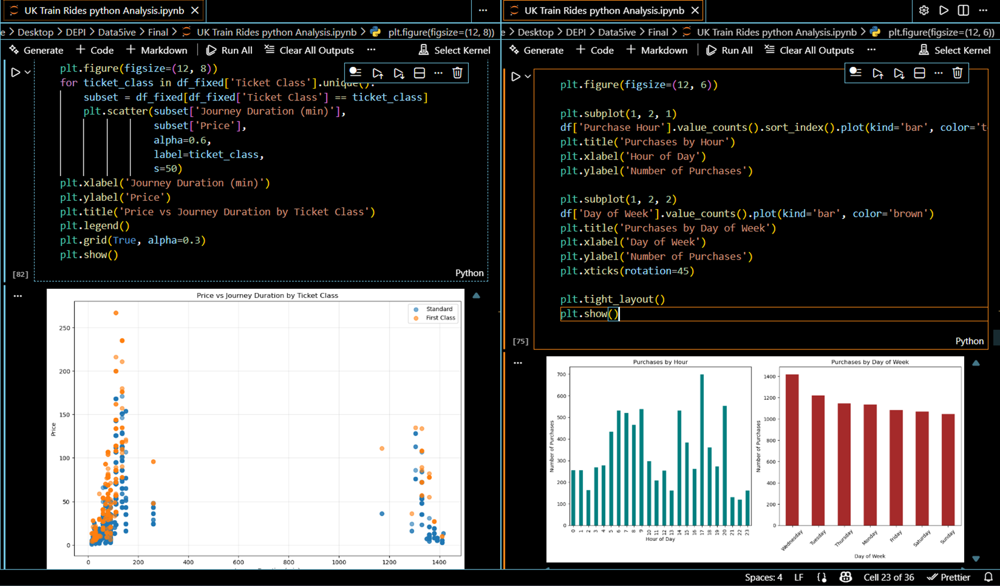 UK Train Rides python Analysis.ipynb
e > Desktop > DEPI > Data5ive > Final > UK Train Rides python Analysis.ipynb > plt.figure(figsize=(12, 8))
Generate + Code + Markdown Run All Clear All Outputs ... Select Kernel
plt.figure(figsize=(12, 8))
for ticket_class in df_fixed['Ticket Class'].unique():
subset = df_fixed[df_fixed['Ticket Class'] == ticket_class]
plt.scatter(subset['Journey Duration (min)'],
subset['Price'],
alpha=0.6,
label=ticket_class,
s=50)
plt.xlabel('Journey Duration (min)')
plt.ylabel('Price')
plt.title('Price vs Journey Duration by Ticket Class')
plt.legend()
plt.grid(True, alpha=0.3)
plt.show()
[82]
Python
Price vs Journey Duration by Ticket Class
Standard
First Class
250
200
150
100
50
0
Price
0 200 400 600 800 1000 1200 1400
UK Train Rides python Analysis.ipynb
e > Desktop > DEPI > Data5ive > Final > UK Train Rides python Analysis.ipynb > plt.figure(figsize=(12, 6))
Generate + Code + Markdown Run All Clear All Outputs ... Select Kernel
plt.figure(figsize=(12, 6))
plt.subplot(1, 2, 1)
df['Purchase Hour'].value_counts().sort_index().plot(kind='bar', color='t
plt.title('Purchases by Hour')
plt.xlabel('Hour of Day')
plt.ylabel('Number of Purchases')
plt.subplot(1, 2, 2)
df['Day of Week'].value_counts().plot(kind='bar', color='brown')
plt.title('Purchases by Day of Week')
plt.xlabel('Day of Week')
plt.ylabel('Number of Purchases')
plt.xticks(rotation=45)
plt.tight_layout()
plt.show()
[75]
Python
Purchases by Hour
700
600
500
400
300
200
100
0
Number of Purchases
0 1 2 3 4 5 6 7 8 9 10 11 12 13 14 15 16 17 18 19 20 21 22 23
Hour of Day
Purchases by Day of Week
1400
1200
1000
800
600
400
200
0
Number of Purchases
Wednesday Tuesday Thursday Monday Friday Saturday Sunday
Day of Week
Spaces: 4 LF Cell 23 of 36 Prettier